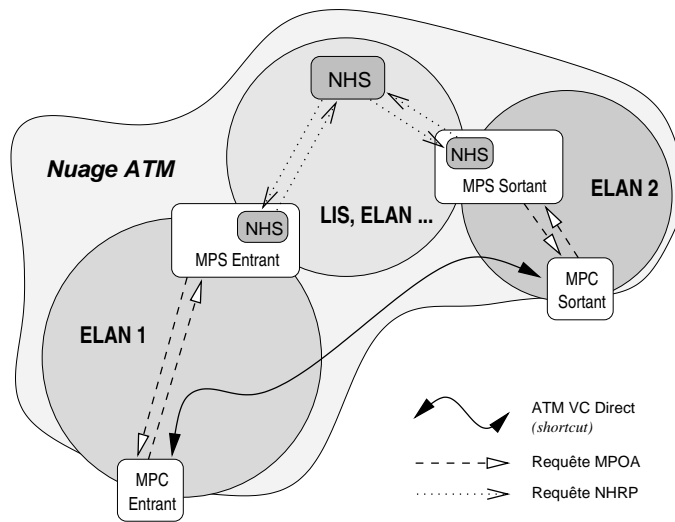 NHS
Nuage ATM
NHS
MPS Sortant
ELAN 2
LIS, ELAN ...
NHS
MPS Entrant
MPC
Sortant
ELAN 1
ATM VC Direct
(shortcut)
Requête MPOA
MPC
Entrant
Requête NHRP